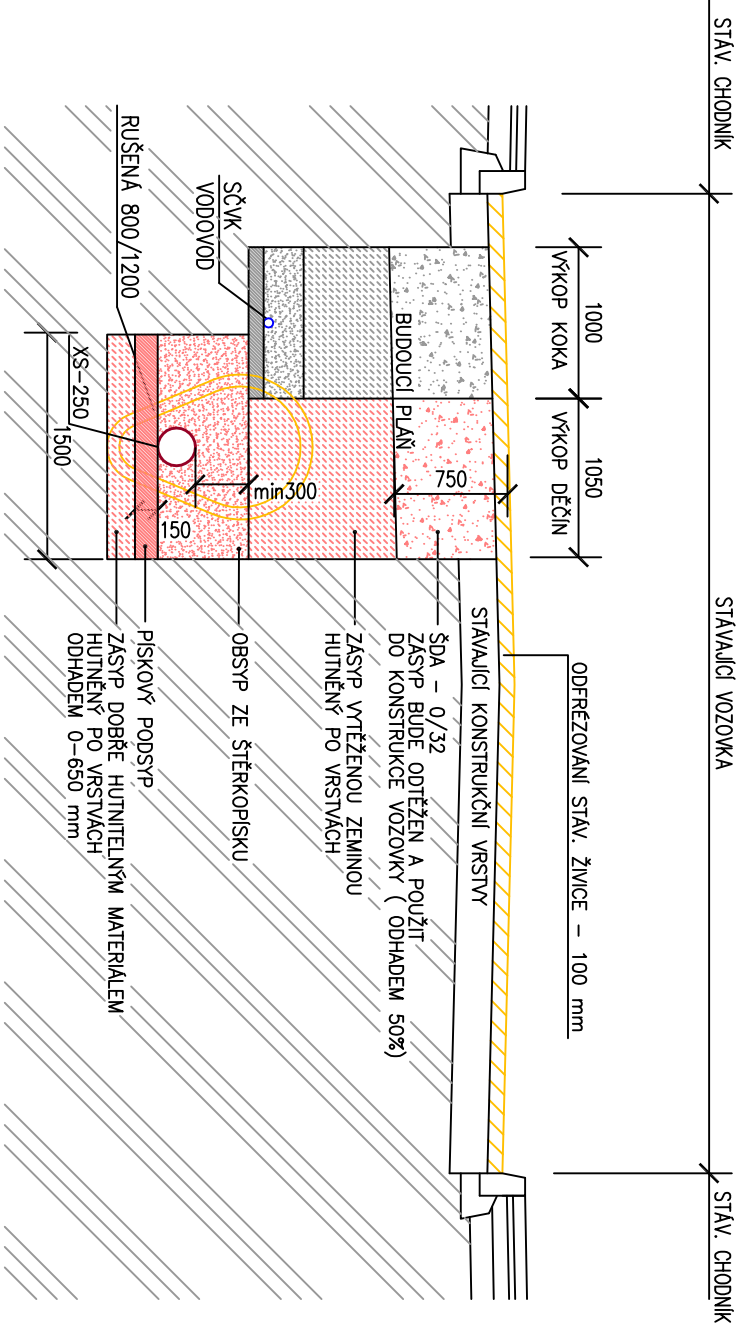 STÁV. CHODNÍK
STÁVAJÍCÍ VOZOVKA
STÁV. CHODNÍK
1000
VÝKOP KOKA
1050
VÝKOP DĚČÍN
ODFRÉZOVÁNÍ STÁV. ŽIVICE – 100 mm
750
STÁVAJÍCÍ KONSTRUKČNÍ VRSTVY
BUDOUCÍ PLÁŇ
ŠDA – 0/32
ZÁSYP BUDE ODTĚŽEN A POUŽIT
DO KONSTRUKCE VOZOVKY ( ODHADEM 50%)
ZÁSYP VYTĚŽENOU ZEMINOU
HUTNĚNÝ PO VRSTVÁCH
SČVK
VODOVOD
min300
OBSYP ZE ŠTĚRKOPÍSKU
RUŠENÁ 800/1200
150
PÍSKOVÝ PODSYP
ZÁSYP DOBŘE HUTNITELNÝM MATERIÁLEM
HUTNĚNÝ PO VRSTVÁCH
ODHADEM 0–650 mm
XS–250
1500